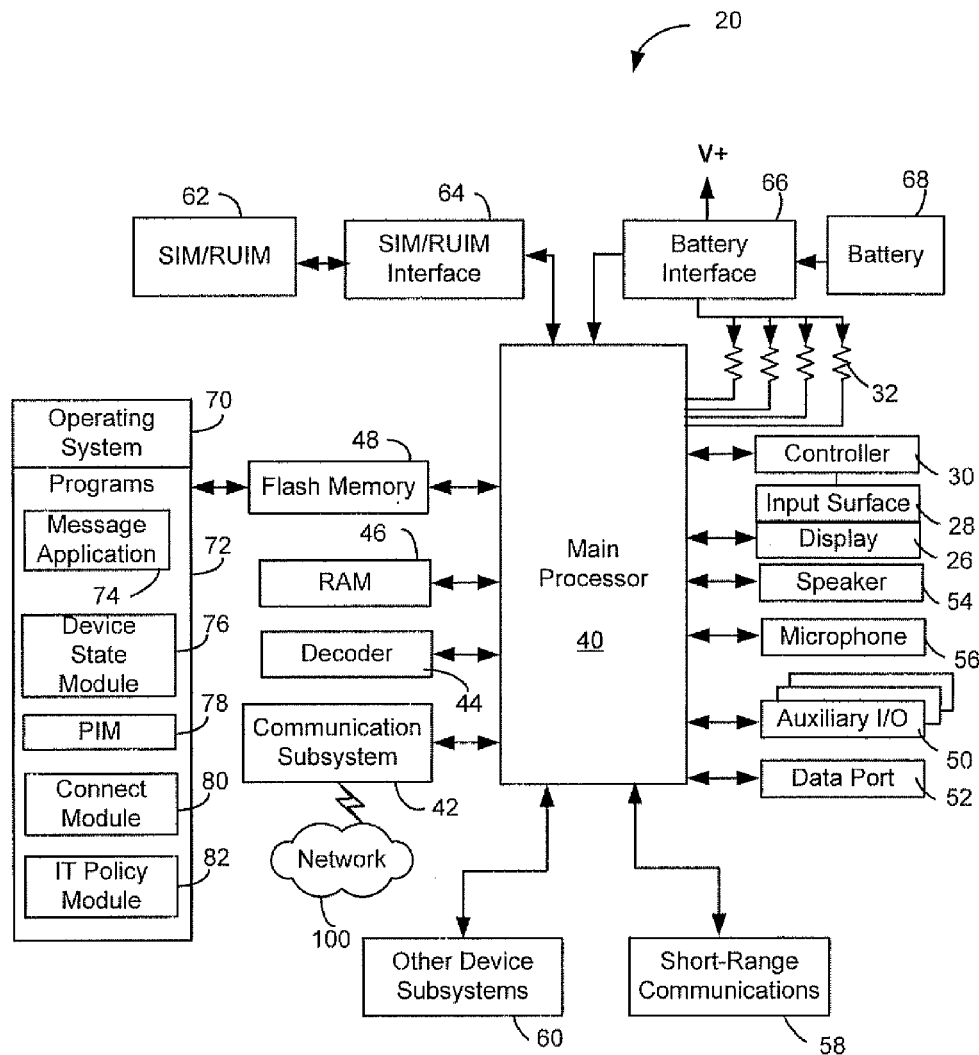 20
V+
62
64
66
68
SIM/RUIM
SIM/RUIM
Interface
Battery
Interface
Battery
32
Operating
System
70
Programs
Message
Application
74
72
Device
State
Module
76
PIM
78
Connect
Module
80
IT Policy
Module
82
48
Flash Memory
46
RAM
Decoder
44
Communication
Subsystem
42
Network
100
Main
Processor
40
Controller
30
Input Surface
28
Display
26
Speaker
54
Microphone
56
Auxiliary I/O
50
Data Port
52
Other Device
Subsystems
60
Short-Range
Communications
58